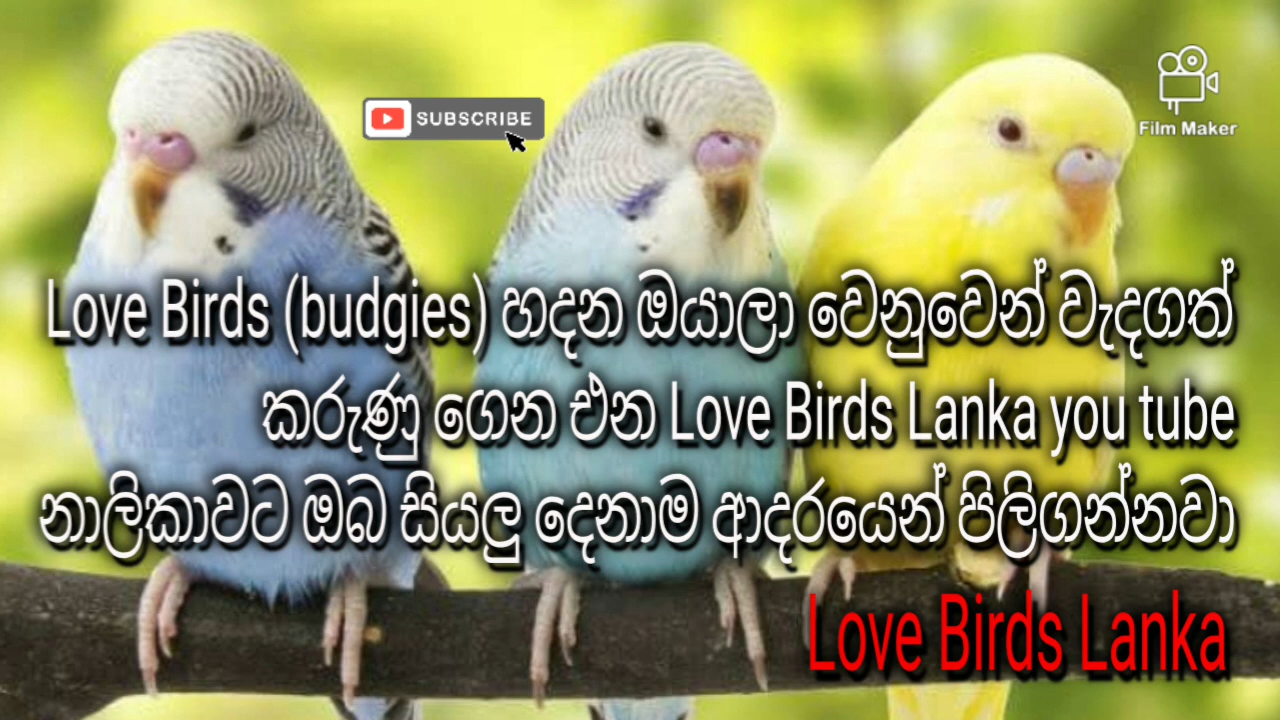 SUBSCRIBE
Film Maker
Love Birds (budgies) හදන ඔයාලා වෙනුවෙන් වැදගත්
කරුණු ගෙන එන Love Birds Lanka you tube
නාලිකාවට ඔබ සියලු දෙනාම ආදරයෙන් පිලිගන්නවා
Love Birds Lanka